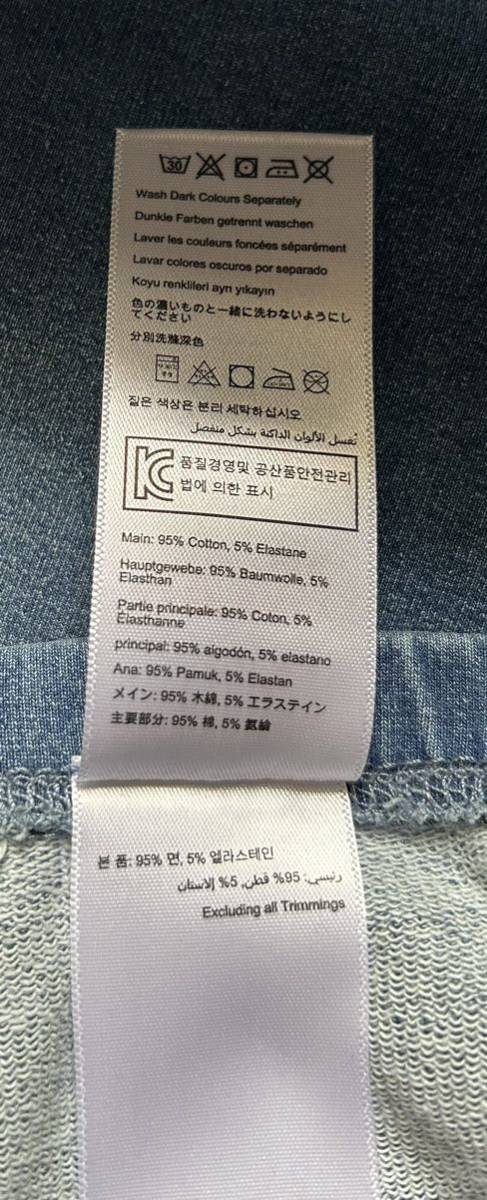 30
Wash Dark Colours Separately
Dunkle Farben getrennt waschen
Laver les couleurs foncées séparément
Lavar colores oscuros por separado
Koyu renklileri ayrı yıkayın
色の濃いものと一緒に洗わないようにし
てください
分別洗滌深色
짙은 색상은 분리 세탁하십시오
تغسل الألوان الداكنة بشكل منفصل
KC 품질경영및 공산품안전관리
법에 의한 표시
Main: 95% Cotton, 5% Elastane
Hauptgewebe: 95% Baumwolle, 5%
Elasthan
Partie principale: 95% Coton, 5%
Élasthanne
principal: 95% algodón, 5% elastano
Ana: 95% Pamuk, 5% Elastan
メイン: 95% 木綿, 5% エラステイン
主要部分: 95% 棉, 5% 氨綸
본 품: 95% 면, 5% 엘라스테인
رئيسي: 95% قطن, 5% إلاستان
Excluding all Trimmings